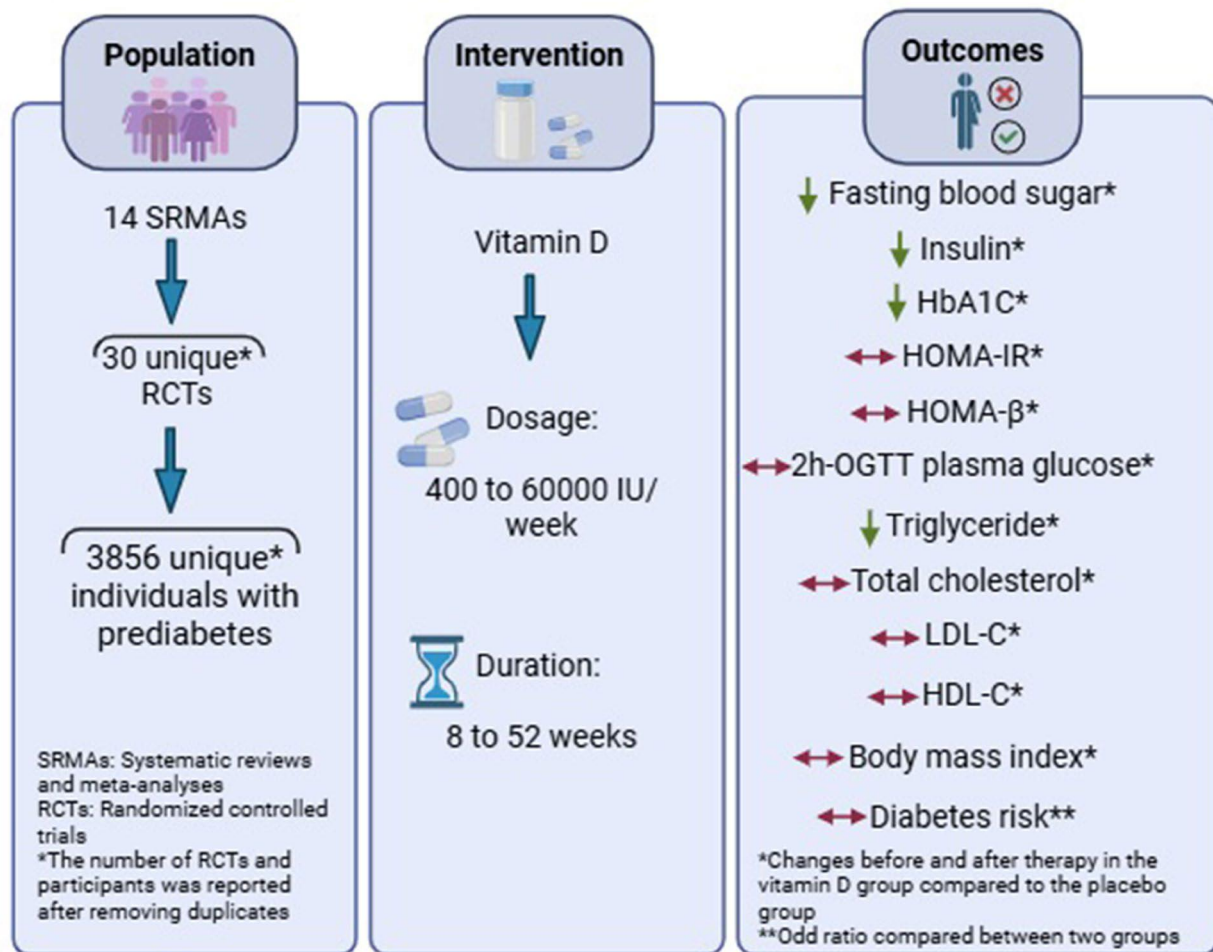 Population
14 SRMAs
30 unique*
RCTs
3856 unique*
individuals with
prediabetes
SRMAs: Systematic reviews
and meta-analyses
RCTs: Randomized controlled
trials
*The number of RCTs and
participants was reported
after removing duplicates
Intervention
Vitamin D
Dosage:
400 to 60000 IU/
week
Duration:
8 to 52 weeks
Outcomes
Fasting blood sugar*
Insulin*
HbA1C*
HOMA-IR*
HOMA-β*
2h-OGTT plasma glucose*
Triglyceride*
Total cholesterol*
LDL-C*
HDL-C*
Body mass index*
Diabetes risk**
*Changes before and after therapy in the
vitamin D group compared to the placebo
group
**Odd ratio compared between two groups